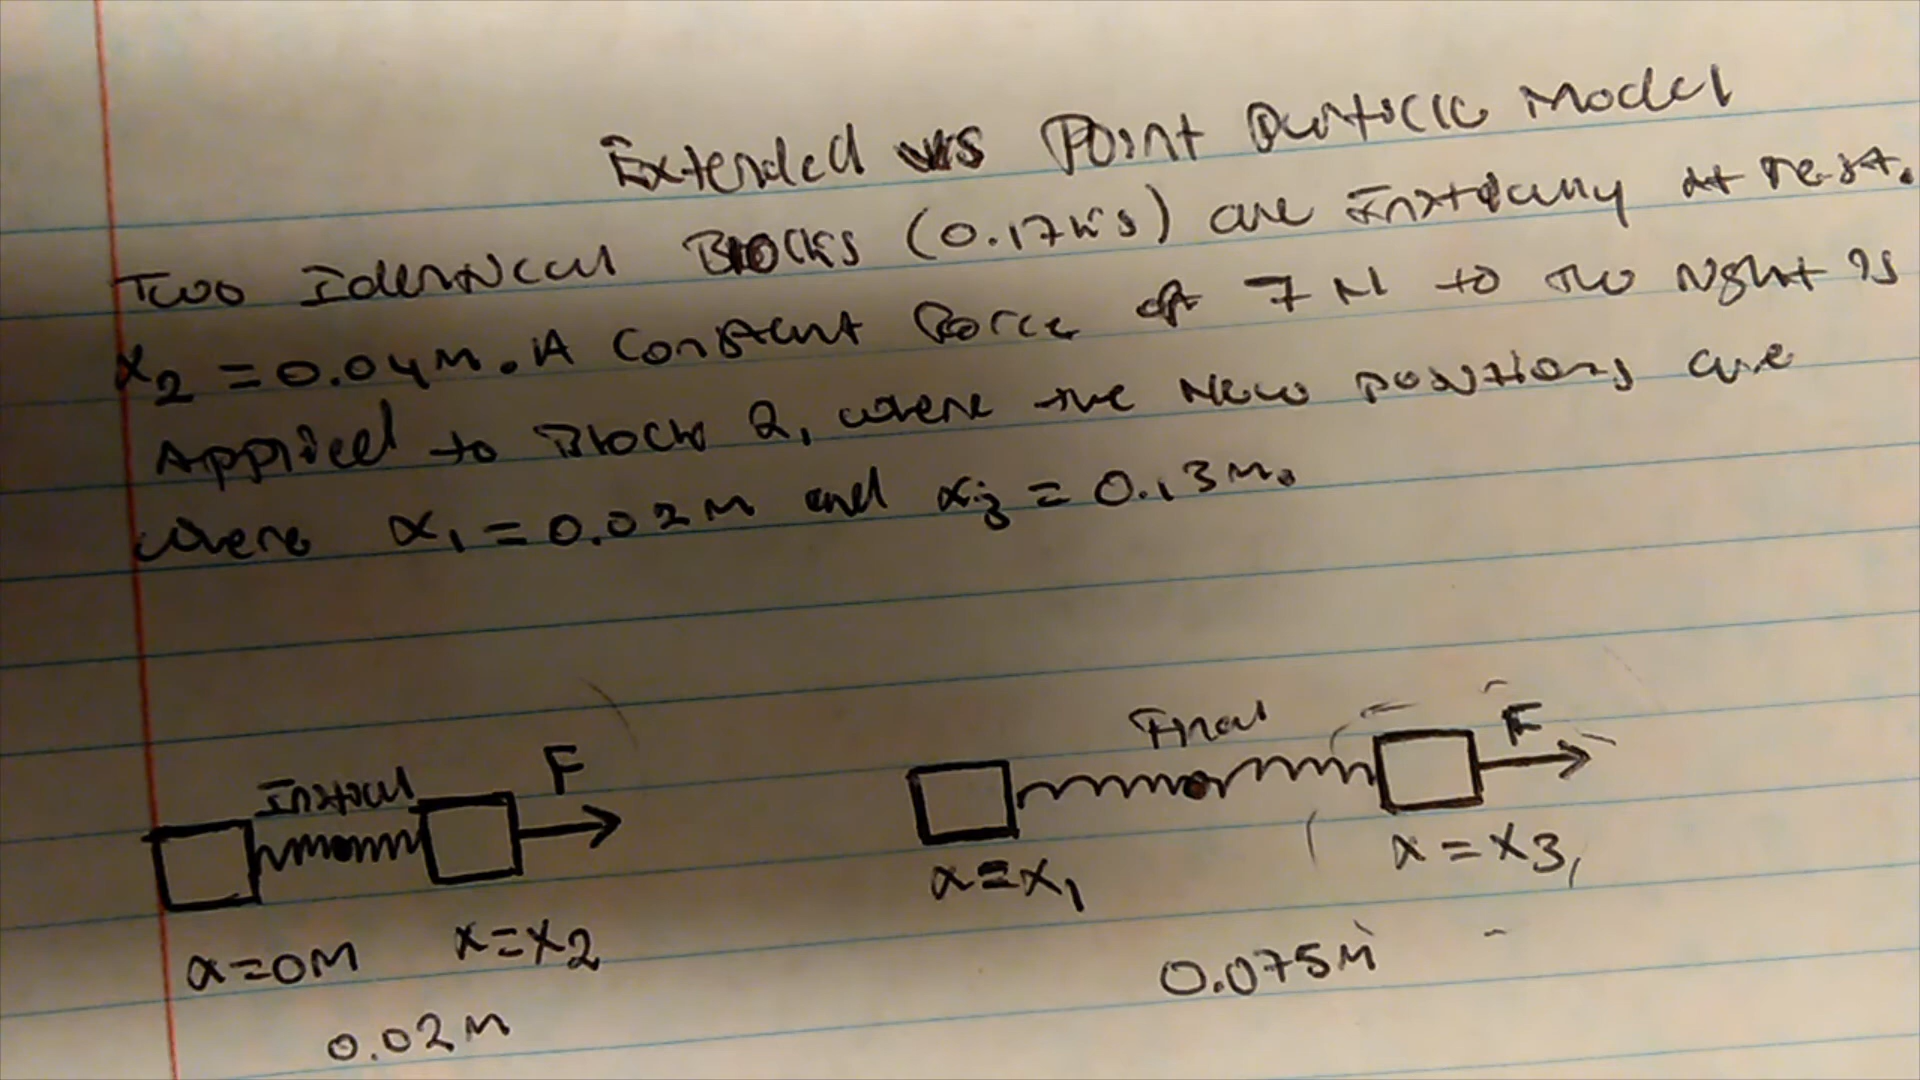 Extended vs Point Particle Model
Two Identical Blocks (0.17kg) are Initially at rest.
x₂ = 0.04m. A Constant Force of 7 N to the right is
Applied to Block 2, where the New positions are
where x₁ = 0.02m and x₃ = 0.13m.
Initial F
Final F
x=0m x=x₂
x=x₁ x=x₃
0.02m
0.075m